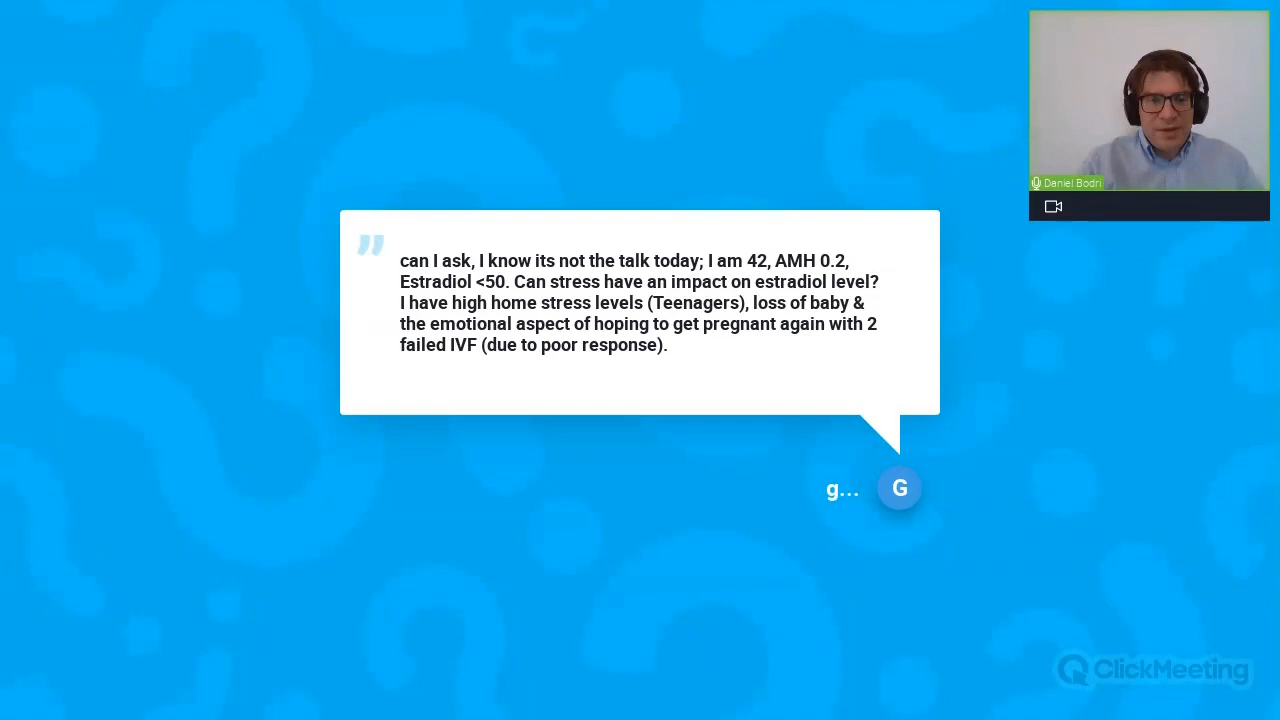 Daniel Bodri
can I ask, I know its not the talk today; I am 42, AMH 0.2,
Estradiol <50. Can stress have an impact on estradiol level?
I have high home stress levels (Teenagers), loss of baby &
the emotional aspect of hoping to get pregnant again with 2
failed IVF (due to poor response).
g...
G
ClickMeeting